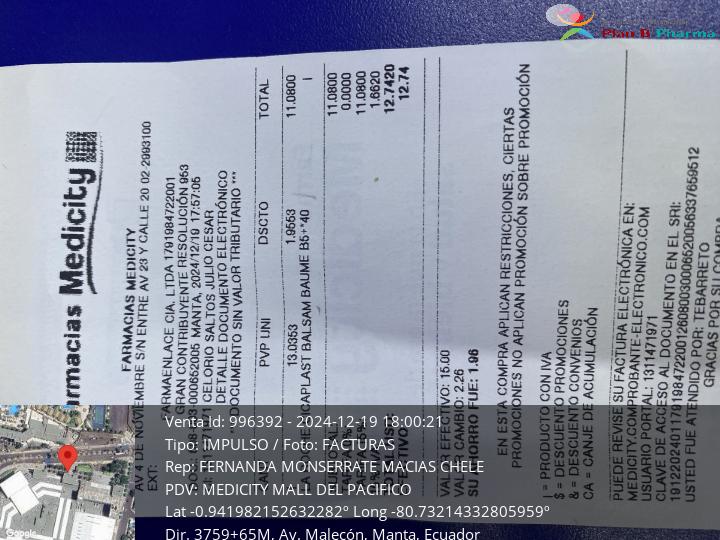 Plan B Pharma
Farmacias Medicity
FARMACIAS MEDICITY
AV 4 DE NOVIEMBRE S/N ENTRE AV 23 Y CALLE 20 02 2993100
EXT:
FARMAENLACE CIA. LTDA 1791984722001
GRAN CONTRIBUYENTE RESOLUCIÓN 953
000652005 MANTA, 2024/12/19 17:57:05
CELORIO SALTOS JULIO CESAR
DETALLE DOCUMENTO ELECTRÓNICO
DOCUMENTO SIN VALOR TRIBUTARIO ***
PVP UNI DSCTO TOTAL
13.0353 1.9553 11.0800
BALSAM BAUME B5+*40 I
11.0800
0.0000
11.0800
1.6620
12.7420
12.74
VALOR EFECTIVO: 15.00
VALOR CAMBIO: 2.26
SU AHORRO FUE: 1.96
EN ESTA COMPRA APLICAN RESTRICCIONES, CIERTAS
PROMOCIONES NO APLICAN PROMOCIÓN SOBRE PROMOCIÓN
I = PRODUCTO CON IVA
$ = DESCUENTO PROMOCIONES
& = DESCUENTO CONVENIOS
CA = CANJE DE ACUMULACIÓN
PUEDE REVISE SU FACTURA ELECTRÓNICA EN:
MEDICITY.COMPROBANTE-ELECTRONICO.COM
USUARIO PORTAL: 1311471971
CLAVE DE ACCESO AL DOCUMENTO EN EL SRI:
USTED FUE ATENDIDO POR: TEBARRETO
GRACIAS POR SU COMPRA
Venta Id: 996392 - 2024-12-19 18:00:21
Tipo: IMPULSO / Foto: FACTURAS
Rep: FERNANDA MONSERRATE MACIAS CHELE
PDV: MEDICITY MALL DEL PACIFICO
Lat -0.941982152632282° Long -80.73214332805959°
Dir. 3759+65M, Av. Malecón, Manta, Ecuador
Google